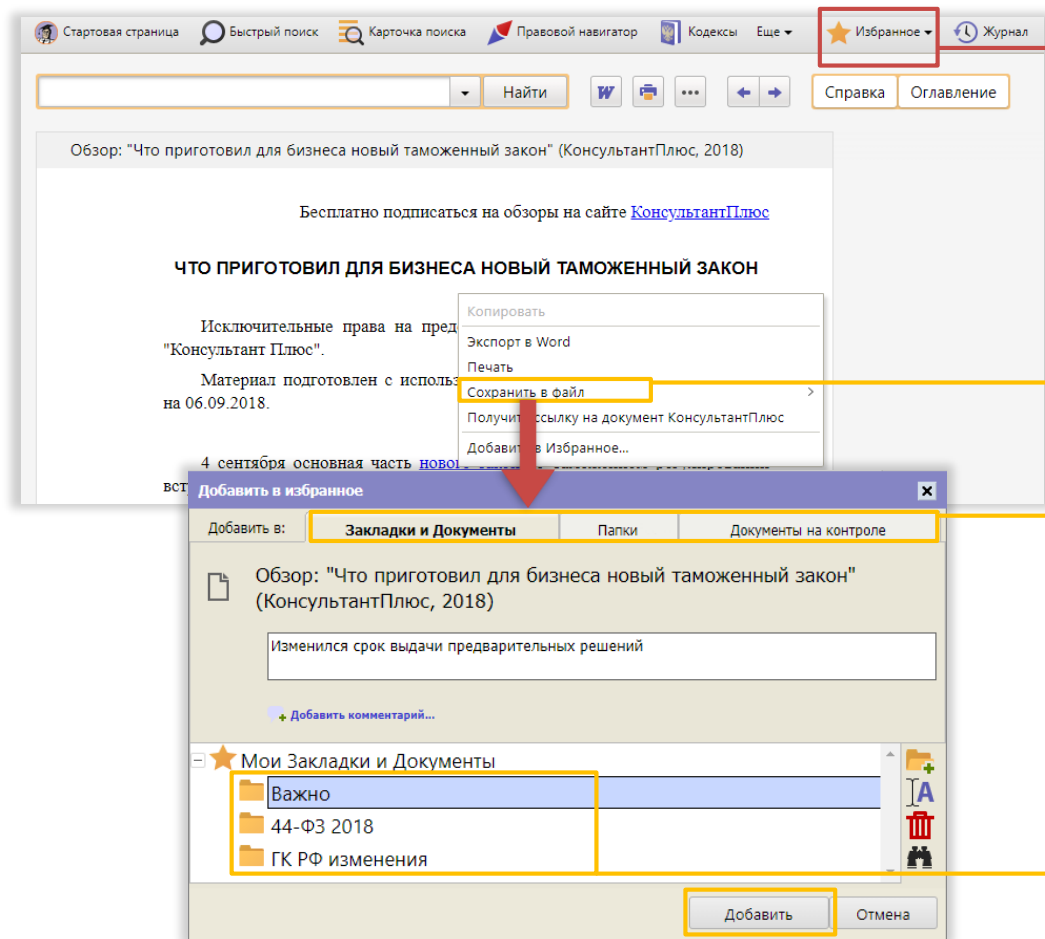 Стартовая страница Быстрый поиск Карточка поиска Правовой навигатор Кодексы Еще Избранное Журнал
Найти W Справка Оглавление
Обзор: "Что приготовил для бизнеса новый таможенный закон" (КонсультантПлюс, 2018)
Бесплатно подписаться на обзоры на сайте КонсультантПлюс
ЧТО ПРИГОТОВИЛ ДЛЯ БИЗНЕСА НОВЫЙ ТАМОЖЕННЫЙ ЗАКОН
Исключительные права на пред
"Консультант Плюс".
Материал подготовлен с использ
на 06.09.2018.
4 сентября основная часть
вст
Копировать
Экспорт в Word
Печать
Сохранить в файл
Получить ссылку на документ КонсультантПлюс
Добавить в Избранное...
Добавить в избранное
Добавить в: Закладки и Документы Папки Документы на контроле
Обзор: "Что приготовил для бизнеса новый таможенный закон"
(КонсультантПлюс, 2018)
Изменился срок выдачи предварительных решений
Добавить комментарий...
Мои Закладки и Документы
Важно
44-ФЗ 2018
ГК РФ изменения
A
Добавить Отмена